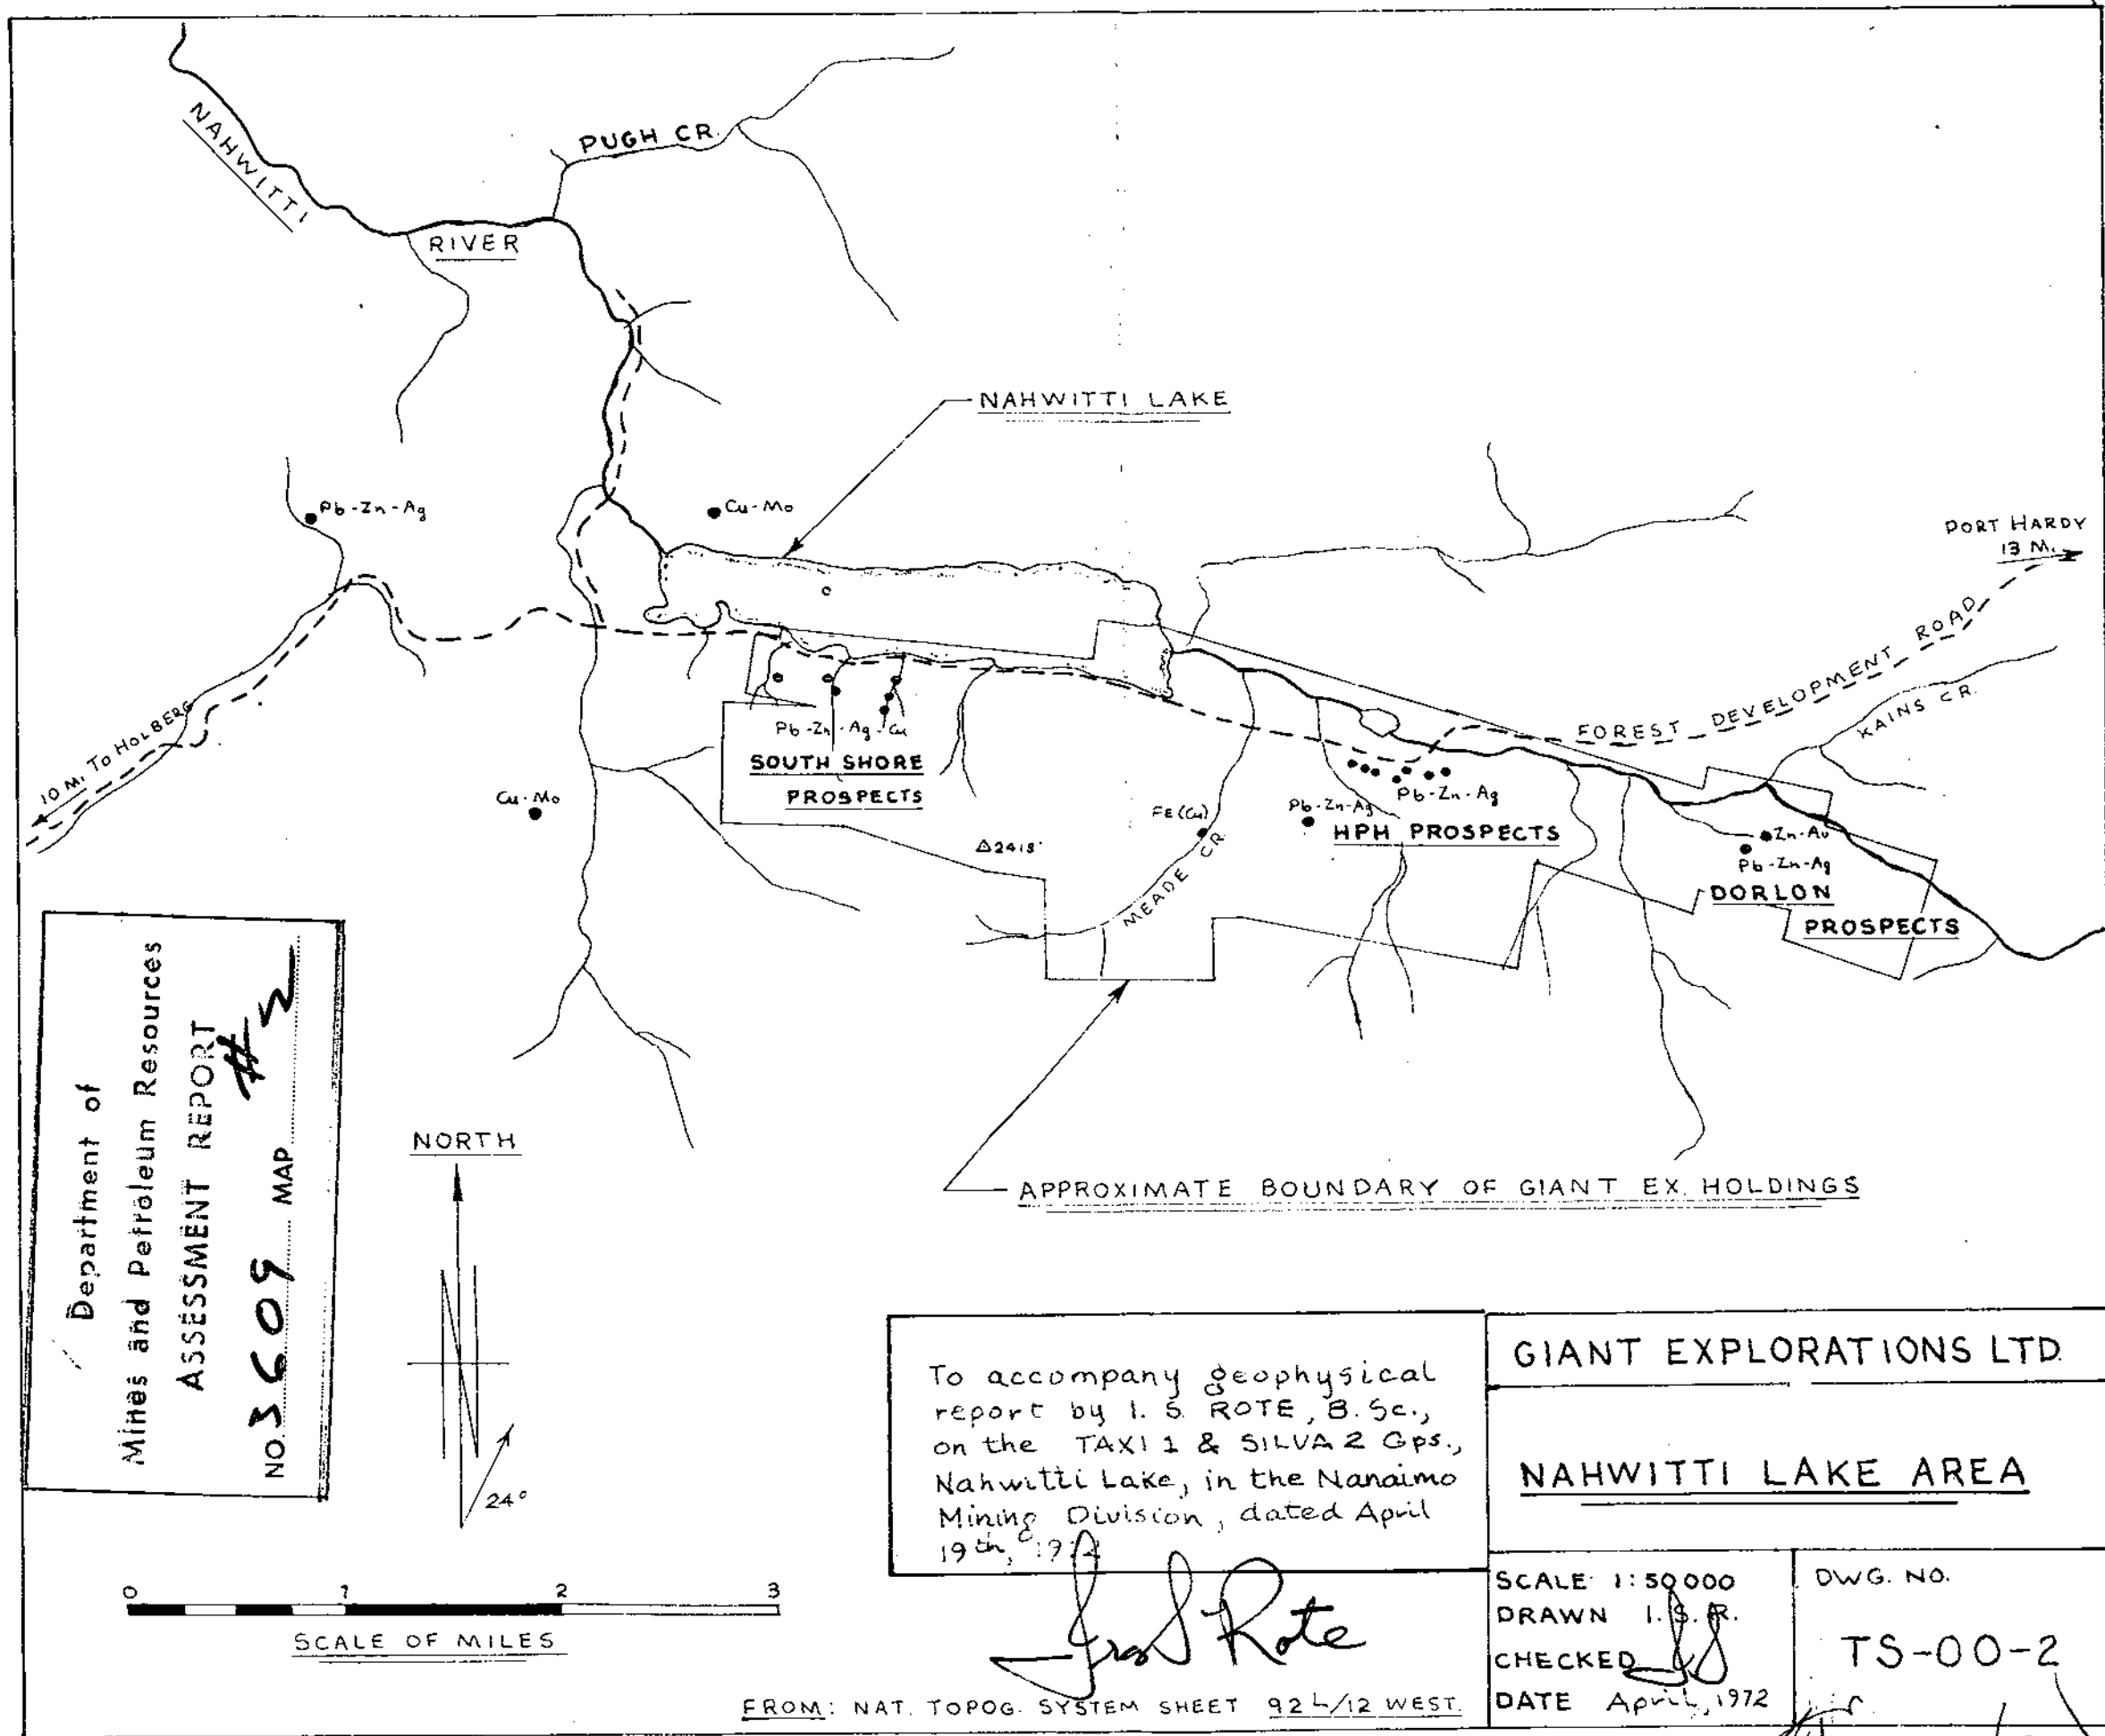 NAHWITTI
RIVER
PUGH CR.
NAHWITTI LAKE
Pb-Zn-Ag
Cu-Mo
PORT HARDY
13 M.
FOREST DEVELOPMENT ROAD
KAINS CR.
10 M. TO HOLBERG
Pb-Zn-Ag-Cu
SOUTH SHORE
PROSPECTS
Cu-Mo
△2418'
FE (Cu)
MEADE CR.
Pb-Zn-Ag
Pb-Zn-Ag
HPH PROSPECTS
Zn-Au
Pb-Zn-Ag
DORLON
PROSPECTS
APPROXIMATE BOUNDARY OF GIANT EX. HOLDINGS
Department of
Mines and Petroleum Resources
ASSESSMENT REPORT
NO. 3609 MAP #2
NORTH
24°
0 1 2 3
SCALE OF MILES
To accompany geophysical
report by I. S. ROTE, B.Sc.,
on the TAXI 1 & SILVA 2 Gps.,
Nahwitti Lake, in the Nanaimo
Mining Division, dated April
19th,
Rote
GIANT EXPLORATIONS LTD.
NAHWITTI LAKE AREA
SCALE: 1:50000
DRAWN I.S.R.
CHECKED
DATE April, 1972
DWG. NO.
TS-00-2
FROM: NAT. TOPOG. SYSTEM SHEET 92 L/12 WEST.